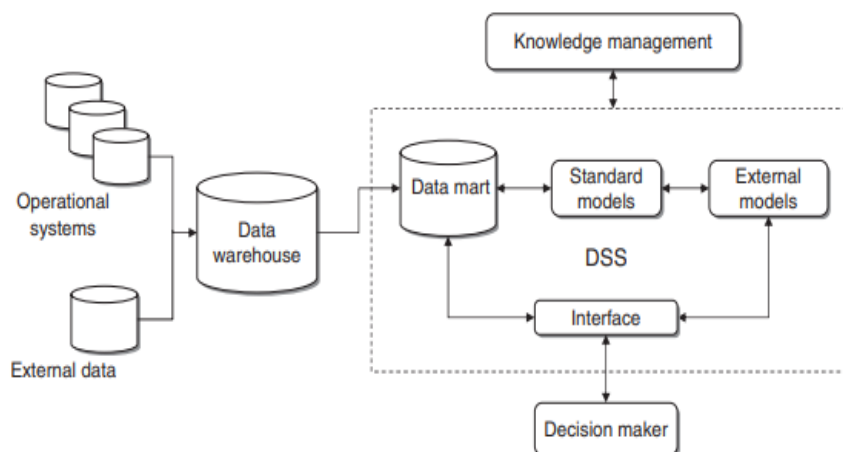 Knowledge management
Operational
systems
Data
warehouse
Data mart
Standard
models
External
models
DSS
Interface
External data
Decision maker